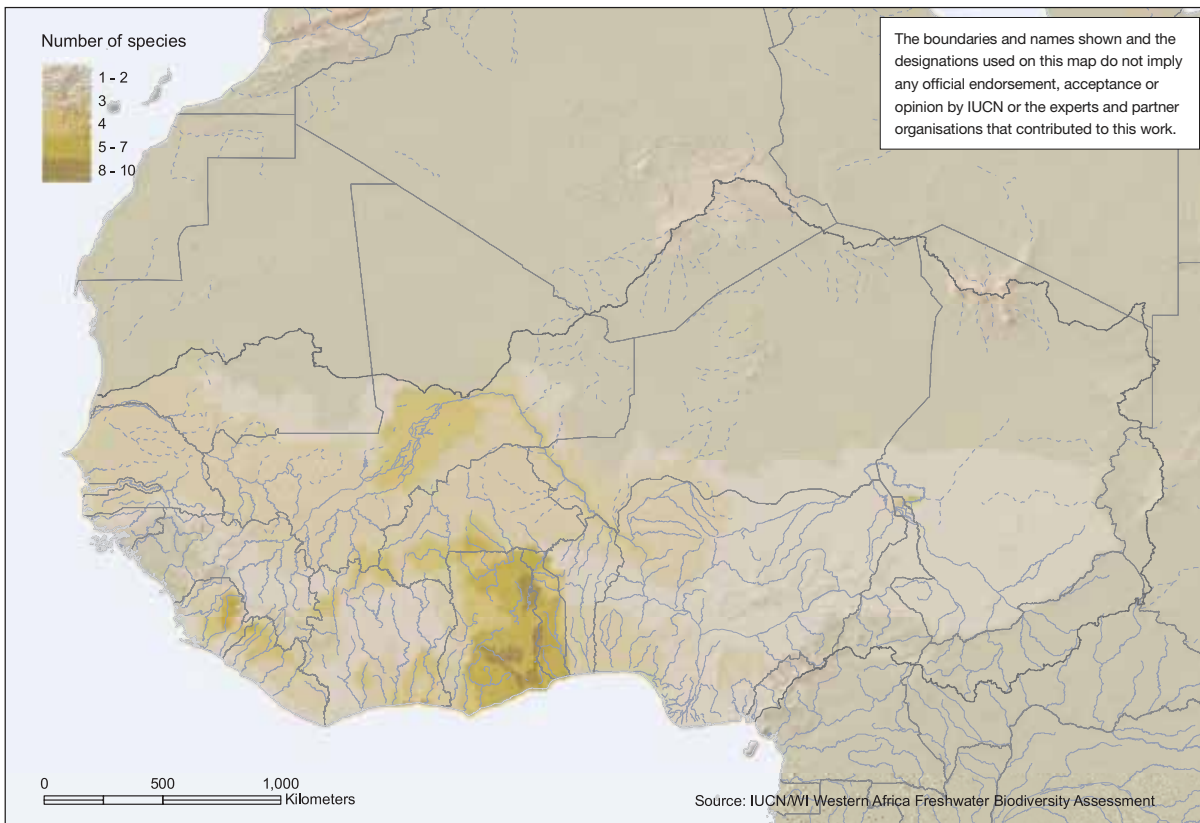 Number of species
1 - 2
3
4
5 - 7
8 - 10
The boundaries and names shown and the
designations used on this map do not imply
any official endorsement, acceptance or
opinion by IUCN or the experts and partner
organisations that contributed to this work.
0 500 1,000
Kilometers
Source: IUCN/WI Western Africa Freshwater Biodiversity Assessment